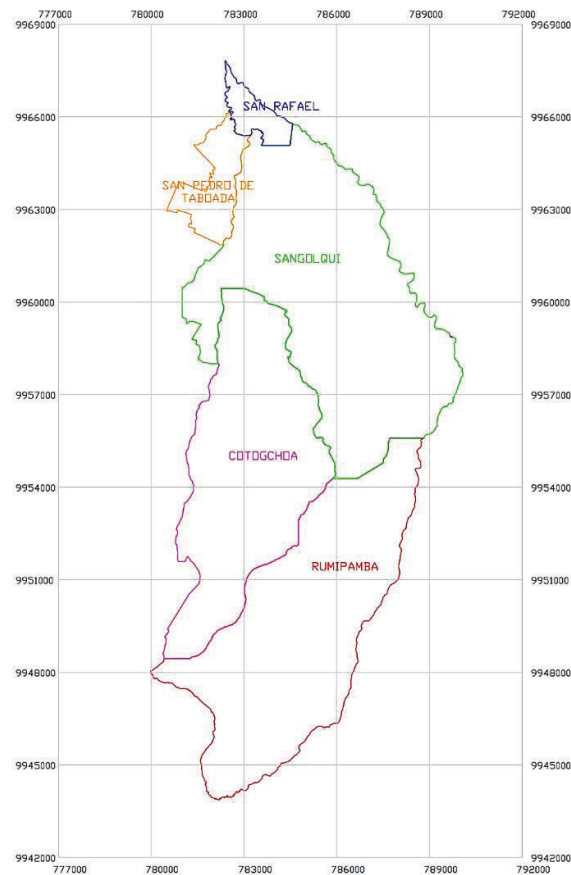 777000 780000 783000 786000 789000 792000
9969000 9969000
SAN RAFAEL
9966000 9966000
SAN PEDRO DE
TABOADA
9963000 9963000
SANGOLQUI
9960000 9960000
9957000 9957000
COTOGCHOA
9954000 9954000
RUMIPAMBA
9951000 9951000
9948000 9948000
9945000 9945000
9942000 9942000
777000 780000 783000 786000 789000 792000